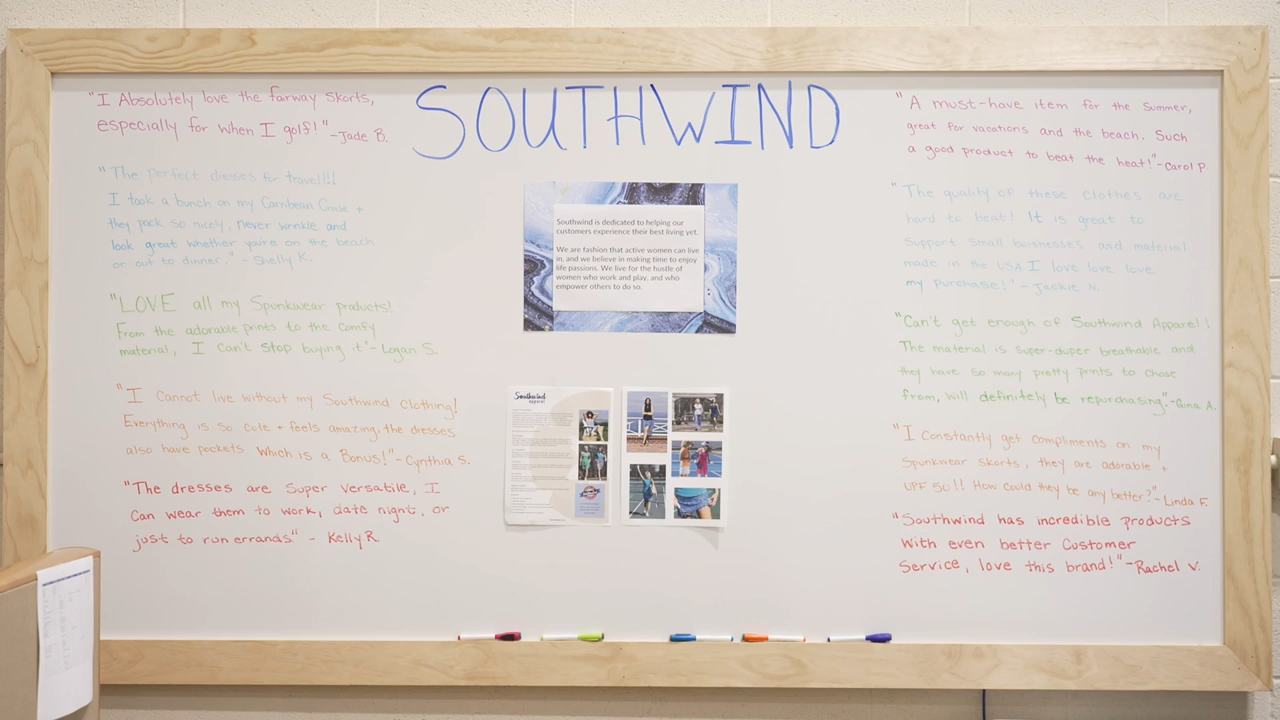 SOUTHWIND
"I Absolutely love the fairway skorts,
especially for when I golf!" -Jade B.
"The perfect dresses for travel!!!
I took a bunch on my Carribean Cruise +
they pack so nicely, never wrinkle and
look great whether you're on the beach
or out to dinner." - Shelly K.
"LOVE all my Spunkwear products!
From the adorable prints to the comfy
material, I can't stop buying it" - Logan S.
"I Cannot live without my Southwind Clothing!
Everything is so cute + feels amazing, the dresses
also have pockets which is a Bonus!" - Cynthia S.
"The dresses are super versatile, I
can wear them to work, date night, or
just to run errands" - Kelly R
Southwind is dedicated to helping our
customers experience their best living yet.
We are fashion that active women can live
in, and we believe in making time to enjoy
life passions. We live for the hustle of
women who work and play, and who
empower others to do so.
Southwind
apparel
"A must-have item for the summer,
great for vacations and the beach. Such
a good product to beat the heat!" - Carol P.
"The quality of these clothes are
hard to beat! It is great to
support small buisnesses and material
made in the USA I love love love
my purchase!" - Jackie N.
"Can't get enough of Southwind Apparel!!
The material is super-duper breathable and
they have so many pretty prints to chose
from, will definitely be repurchasing" - Gina A.
"I Constantly get compliments on my
Spunkwear skorts, they are adorable +
UPF 50!! How could they be any better?" - Linda F.
"Southwind has incredible products
with even better Customer
Service, love this brand!" - Rachel V.